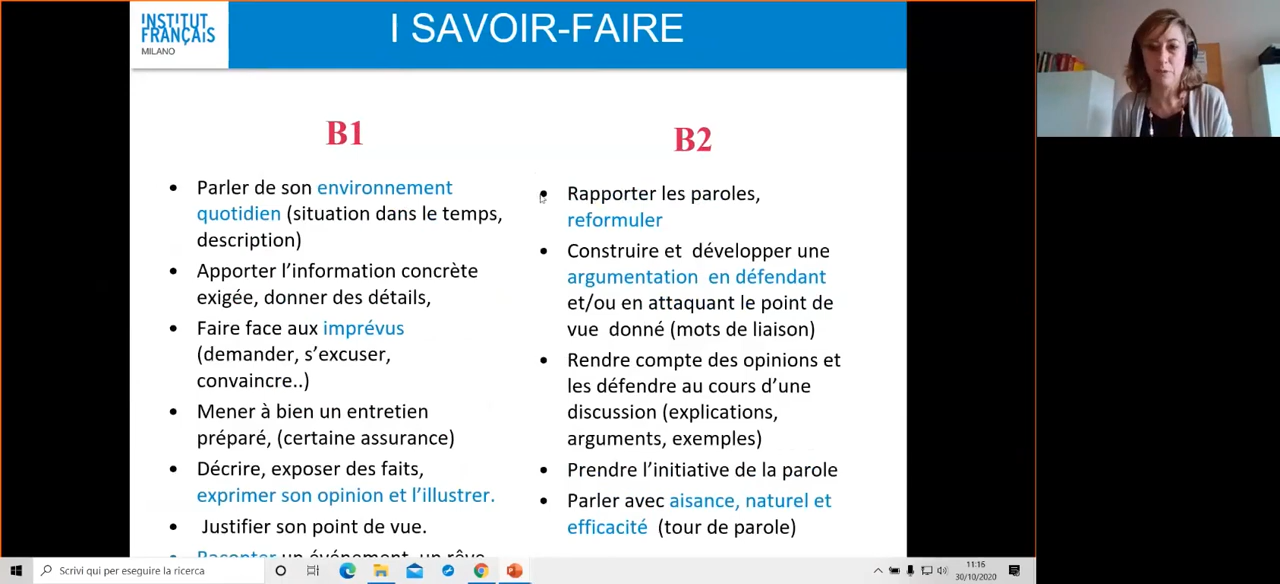 INSTITUT
FRANÇAIS
MILANO
I SAVOIR-FAIRE
B1
• Parler de son environnement
quotidien (situation dans le temps,
description)
• Apporter l’information concrète
exigée, donner des détails,
• Faire face aux imprévus
(demander, s’excuser,
convaincre..)
• Mener à bien un entretien
préparé, (certaine assurance)
• Décrire, exposer des faits,
exprimer son opinion et l’illustrer.
• Justifier son point de vue.
• Raconter un événement, un rêve
B2
• Rapporter les paroles,
reformuler
• Construire et développer une
argumentation en défendant
et/ou en attaquant le point de
vue donné (mots de liaison)
• Rendre compte des opinions et
les défendre au cours d’une
discussion (explications,
arguments, exemples)
• Prendre l’initiative de la parole
• Parler avec aisance, naturel et
efficacité (tour de parole)
Scrivi qui per eseguire la ricerca
11:16
30/10/2020